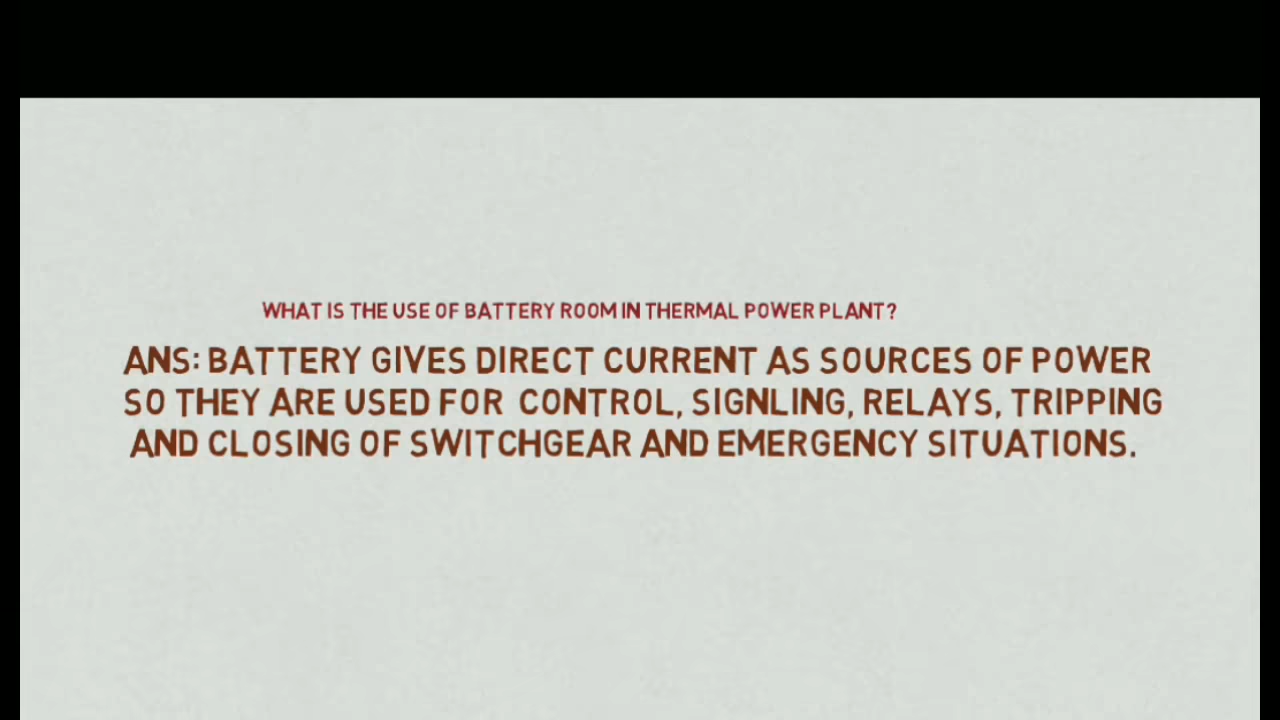 WHAT IS THE USE OF BATTERY ROOM IN THERMAL POWER PLANT?
ANS: BATTERY GIVES DIRECT CURRENT AS SOURCES OF POWER
SO THEY ARE USED FOR CONTROL, SIGNLING, RELAYS, TRIPPING
AND CLOSING OF SWITCHGEAR AND EMERGENCY SITUATIONS.